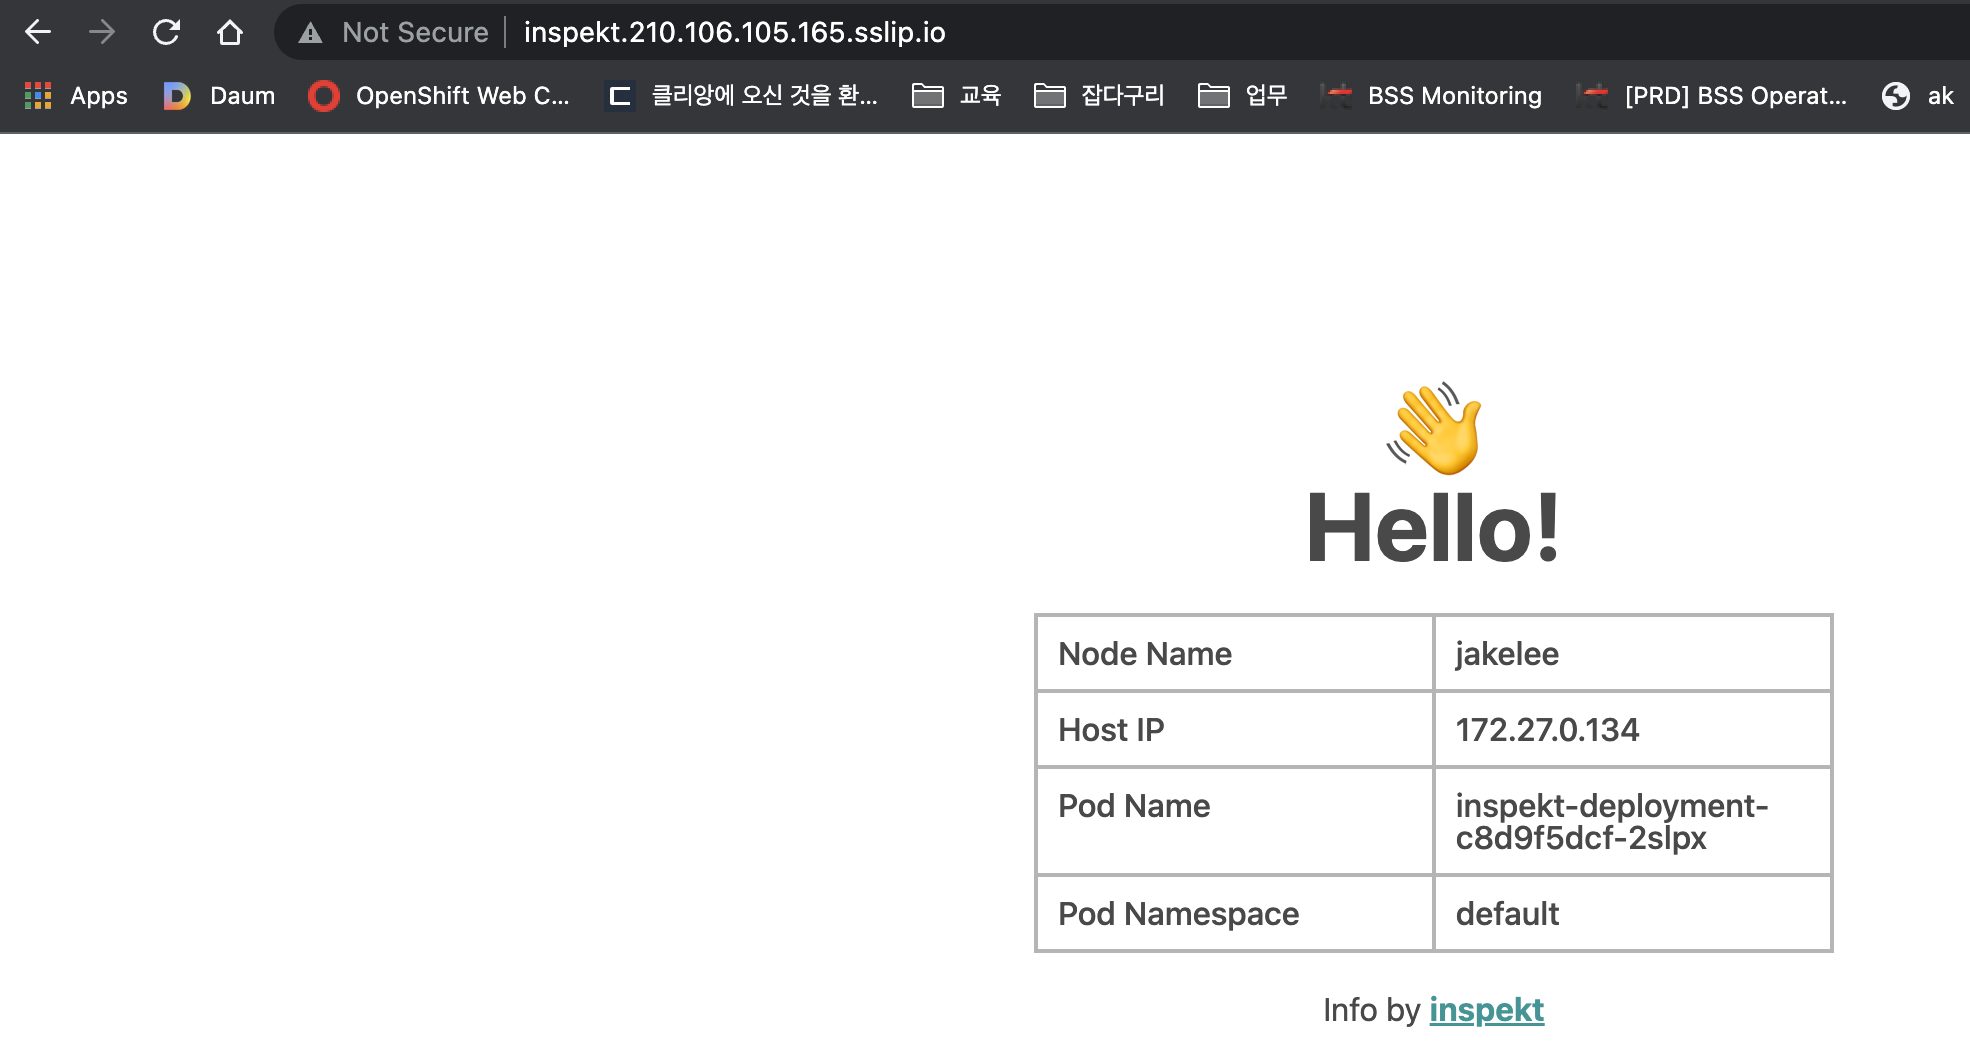 Not Secure inspekt.210.106.105.165.sslip.io
Apps Daum OpenShift Web C... 클리앙에 오신 것을 환... 교육 잡다구리 업무 BSS Monitoring [PRD] BSS Operat... ak
Hello!
Node Name jakelee
Host IP 172.27.0.134
Pod Name inspekt-deployment-
c8d9f5dcf-2slpx
Pod Namespace default
Info by inspekt